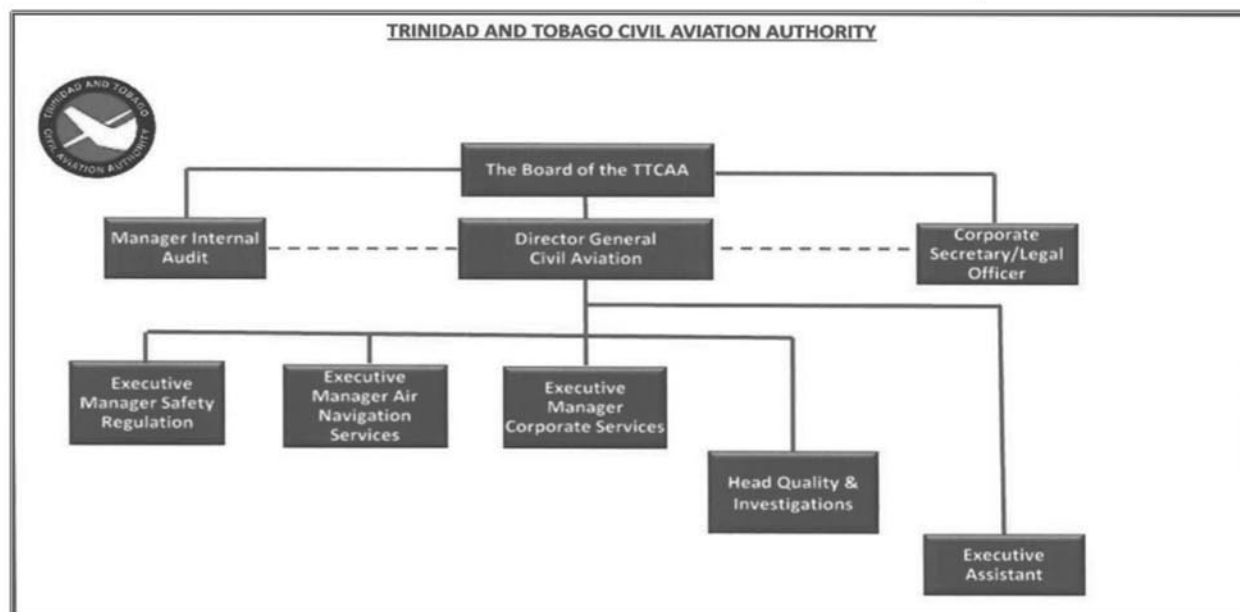 TRINIDAD AND TOBAGO CIVIL AVIATION AUTHORITY
TRINIDAD AND TOBAGO
CIVIL AVIATION AUTHORITY
The Board of the TTCAA
Manager Internal
Audit
Director General
Civil Aviation
Corporate
Secretary/Legal
Officer
Executive
Manager Safety
Regulation
Executive
Manager Air
Navigation
Services
Executive
Manager
Corporate Services
Head Quality &
Investigations
Executive
Assistant